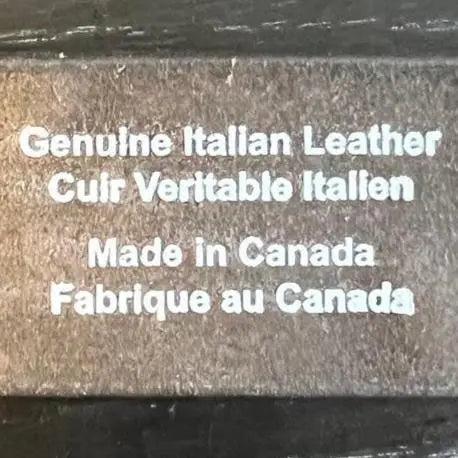 Genuine Italian Leather
Cuir Veritable Italien
Made in Canada
Fabrique au Canada